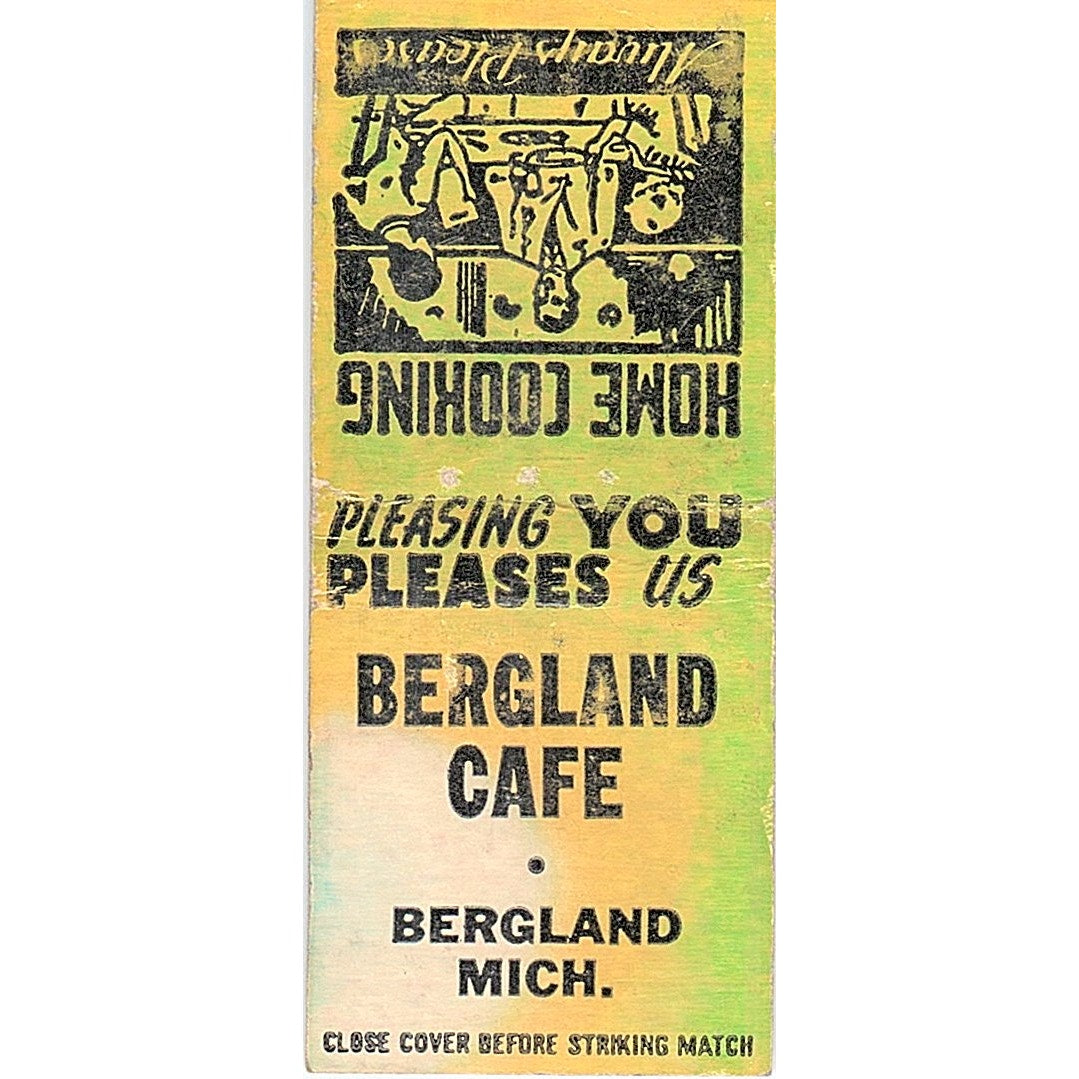 Always Pleases
HOME COOKING
PLEASING YOU
PLEASES US
BERGLAND
CAFE
•
BERGLAND
MICH.
CLOSE COVER BEFORE STRIKING MATCH